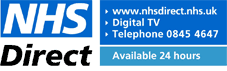 NHS
Direct
www.nhsdirect.nhs.uk
Digital TV
Telephone 0845 4647
Available 24 hours